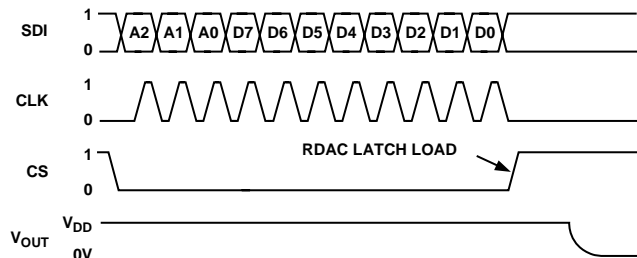 SDI 1 0 A2 A1 A0 D7 D6 D5 D4 D3 D2 D1 D0
CLK 1 0
CS 1 0 RDAC LATCH LOAD
VOUT VDD 0V